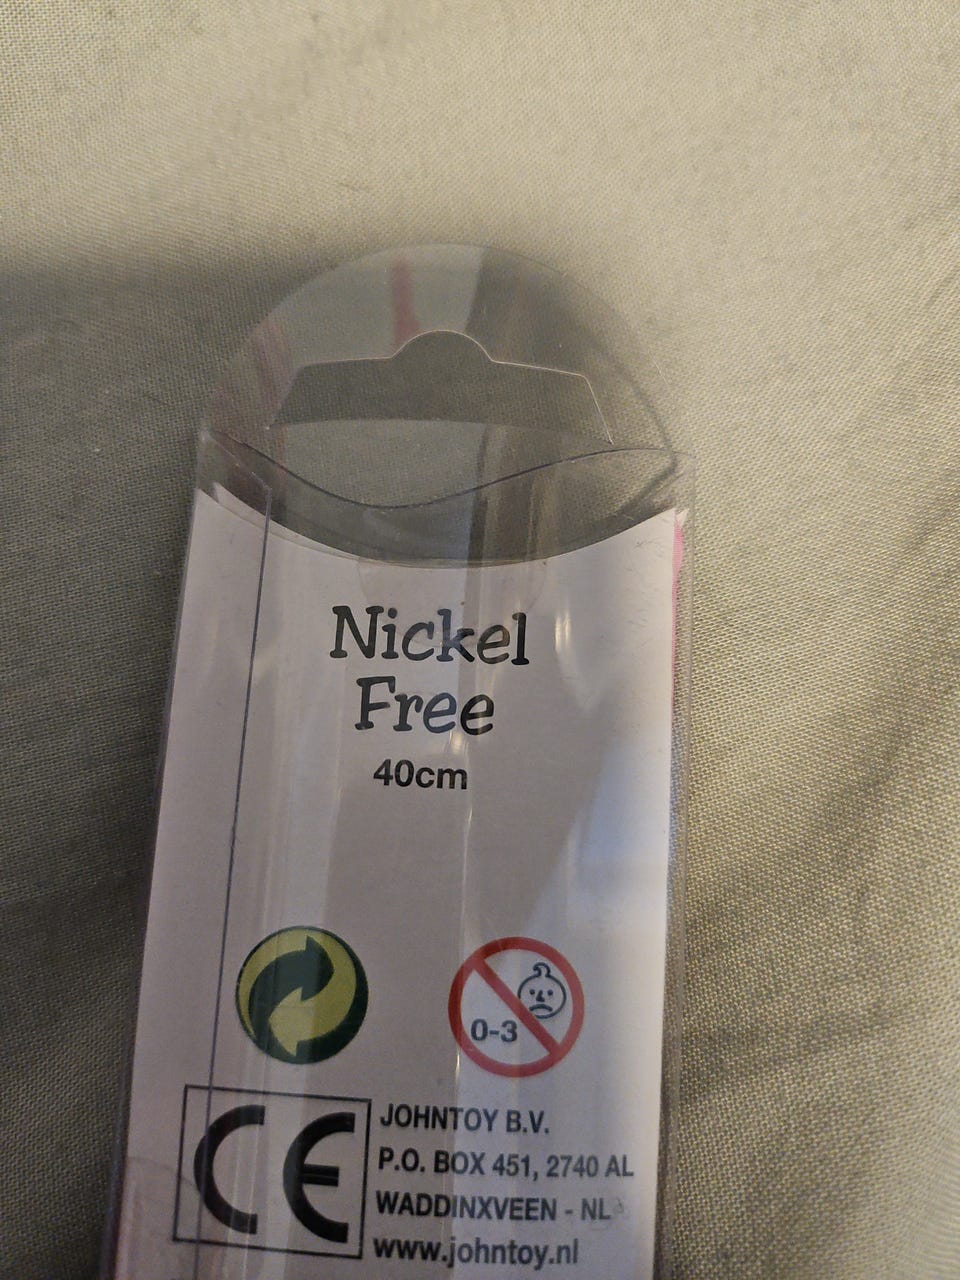 Nickel
Free
40cm
0-3
CE
JOHNTOY B.V.
P.O. BOX 451, 2740 AL
WADDINXVEEN - NL
www.johntoy.nl